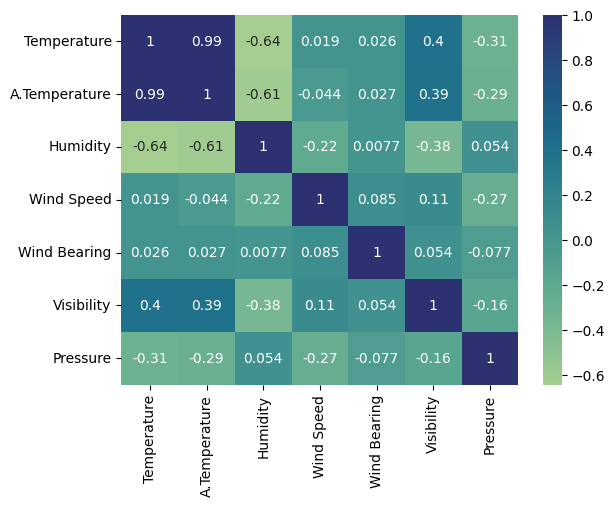 Temperature 1 0.99 -0.64 0.019 0.026 0.4 -0.31
A.Temperature 0.99 1 -0.61 -0.044 0.027 0.39 -0.29
Humidity -0.64 -0.61 1 -0.22 0.0077 -0.38 0.054
Wind Speed 0.019 -0.044 -0.22 1 0.085 0.11 -0.27
Wind Bearing 0.026 0.027 0.0077 0.085 1 0.054 -0.077
Visibility 0.4 0.39 -0.38 0.11 0.054 1 -0.16
Pressure -0.31 -0.29 0.054 -0.27 -0.077 -0.16 1
Temperature
A.Temperature
Humidity
Wind Speed
Wind Bearing
Visibility
Pressure
1.0
0.8
0.6
0.4
0.2
0.0
−0.2
−0.4
−0.6